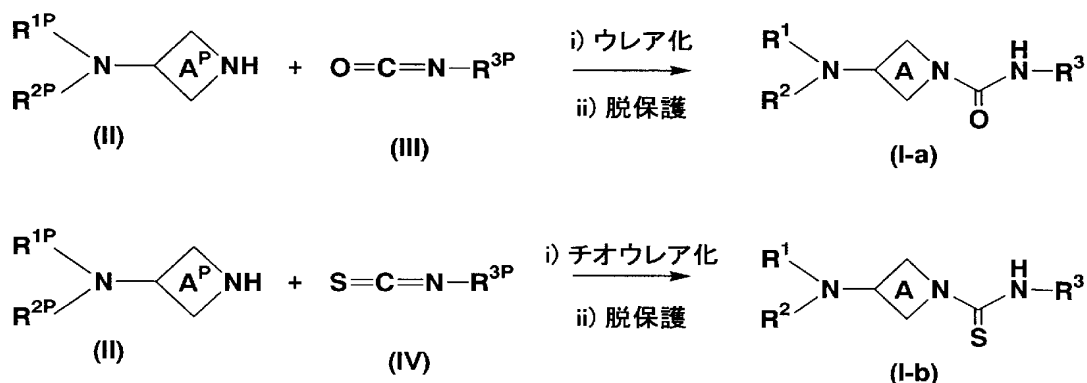 R1P R2P N AP NH + O=C=N-R3P i) ウレア化 ii) 脱保護 R1 R2 N A N H N R3 O
(II) (III) (I-a)
R1P R2P N AP NH + S=C=N-R3P i) チオウレア化 ii) 脱保護 R1 R2 N A N H N R3 S
(II) (IV) (I-b)